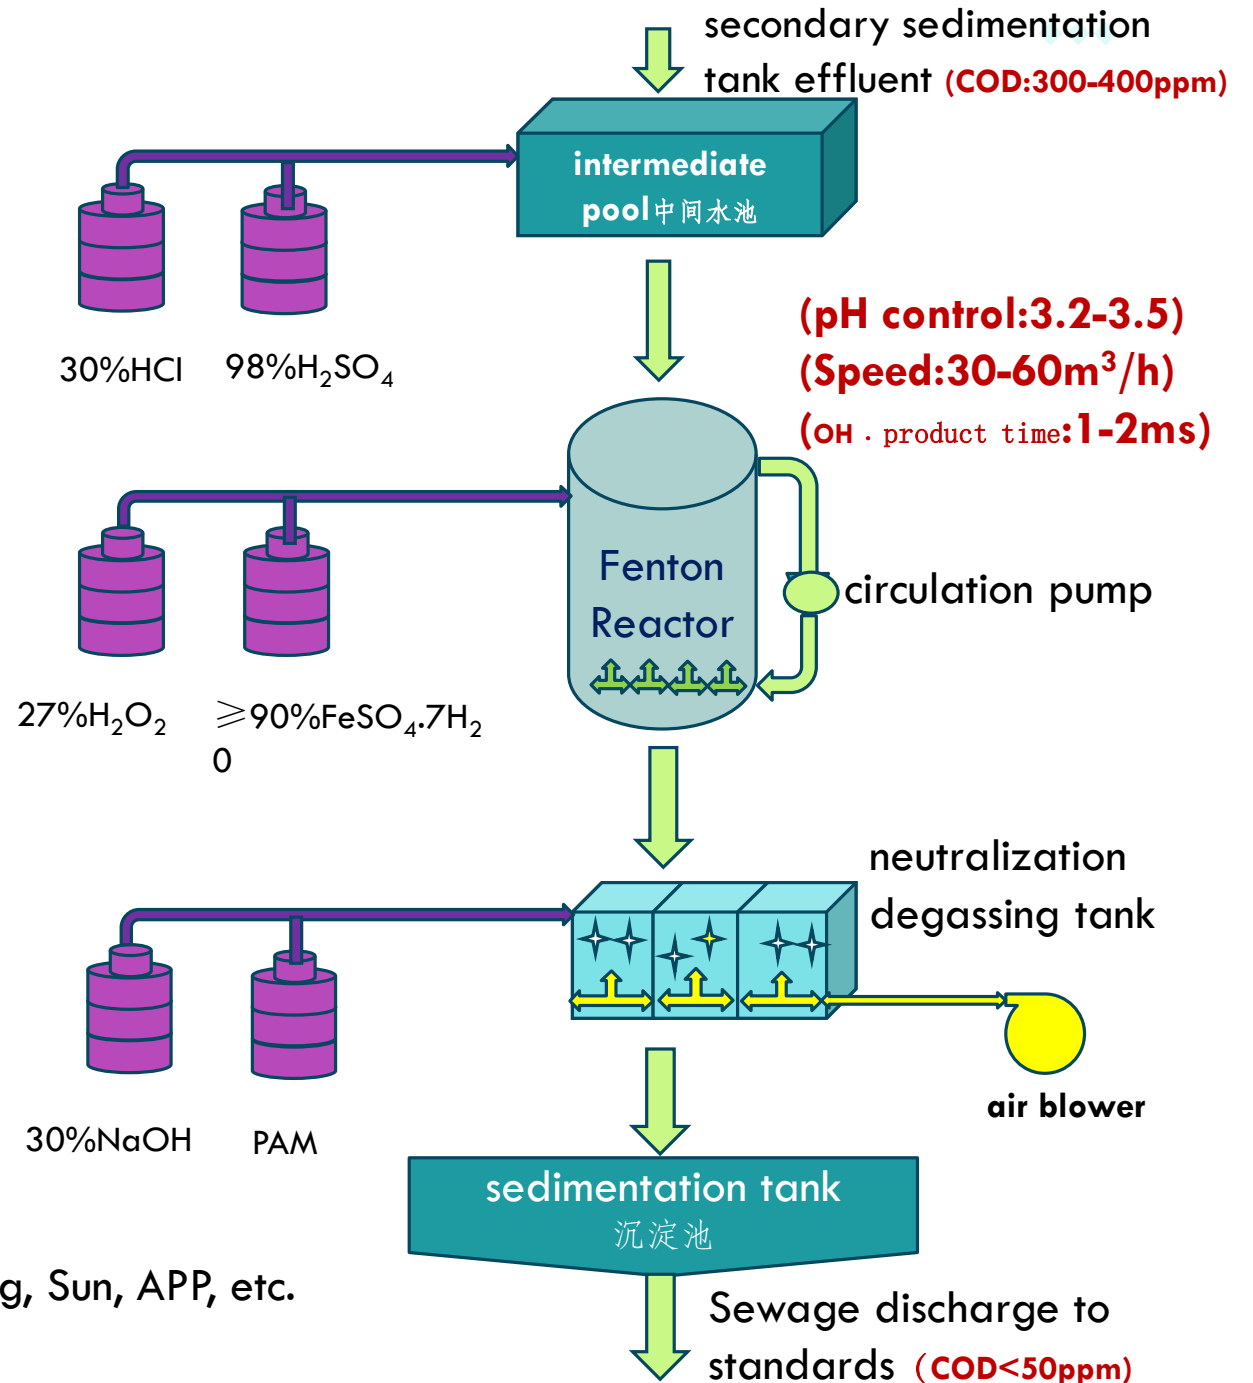 secondary sedimentation
tank effluent (COD:300-400ppm)
intermediate
pool中间水池
30%HCl
98%H₂SO₄
(pH control:3.2-3.5)
(Speed:30-60m³/h)
(OH · product time:1-2ms)
Fenton
Reactor
circulation pump
27%H₂O₂
≥90%FeSO₄.7H₂
0
neutralization
degassing tank
air blower
30%NaOH
PAM
sedimentation tank
沉淀池
g, Sun, APP, etc.
Sewage discharge to
standards（COD<50ppm)